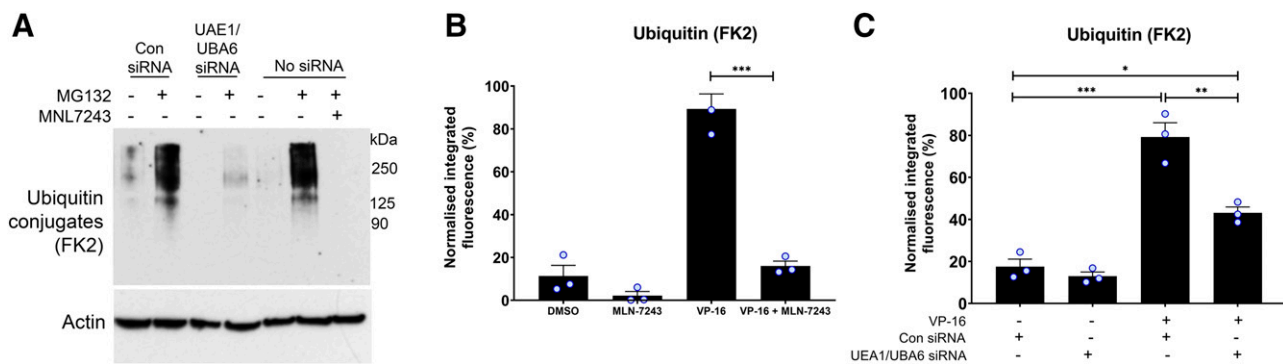 A
Con
siRNA
UAE1/
UBA6
siRNA
No siRNA
MG132 - + - + - + +
MNL7243 - - - - - - +
kDa
250
125
90
Ubiquitin
conjugates
(FK2)
Actin
B
Ubiquitin (FK2)
***
Normalised integrated
fluorescence (%)
100
80
60
40
20
0
DMSO MLN-7243 VP-16 VP-16 + MLN-7243
C
Ubiquitin (FK2)
*
*** **
Normalised integrated
fluorescence (%)
100
80
60
40
20
0
VP-16 - - + +
Con siRNA + - + -
UEA1/UBA6 siRNA - + - +